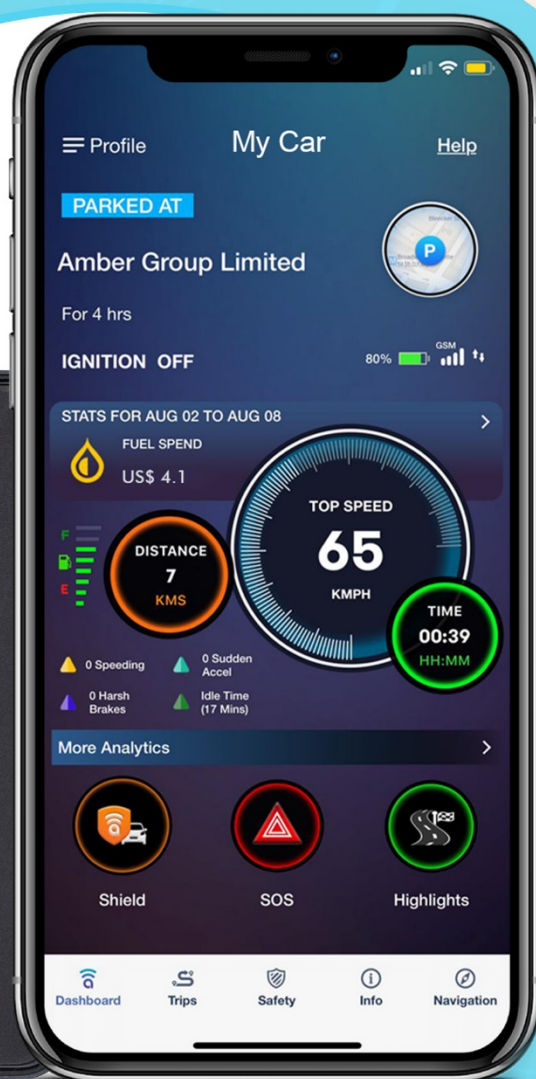 Profile
My Car
Help
PARKED AT
Amber Group Limited
P
For 4 hrs
IGNITION OFF
80%
GSM
STATS FOR AUG 02 TO AUG 08
FUEL SPEND
US$ 4.1
TOP SPEED
65
KMPH
F
E
DISTANCE
7
KMS
TIME
00:39
HH:MM
0 Speeding
0 Sudden
Accel
0 Harsh
Brakes
Idle Time
(17 Mins)
More Analytics
Shield
SOS
Highlights
Dashboard
Trips
Safety
Info
Navigation